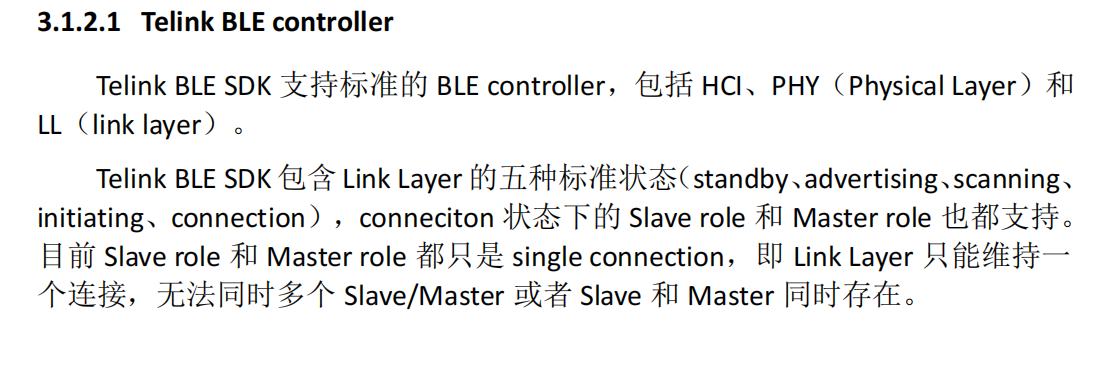 3.1.2.1 Telink BLE controller
Telink BLE SDK 支持标准的 BLE controller，包括 HCI、PHY（Physical Layer）和
LL（link layer）。
Telink BLE SDK 包含 Link Layer 的五种标准状态（standby、advertising、scanning、
initiating、connection），conneciton 状态下的 Slave role 和 Master role 也都支持。
目前 Slave role 和 Master role 都只是 single connection，即 Link Layer 只能维持一
个连接，无法同时多个 Slave/Master 或者 Slave 和 Master 同时存在。